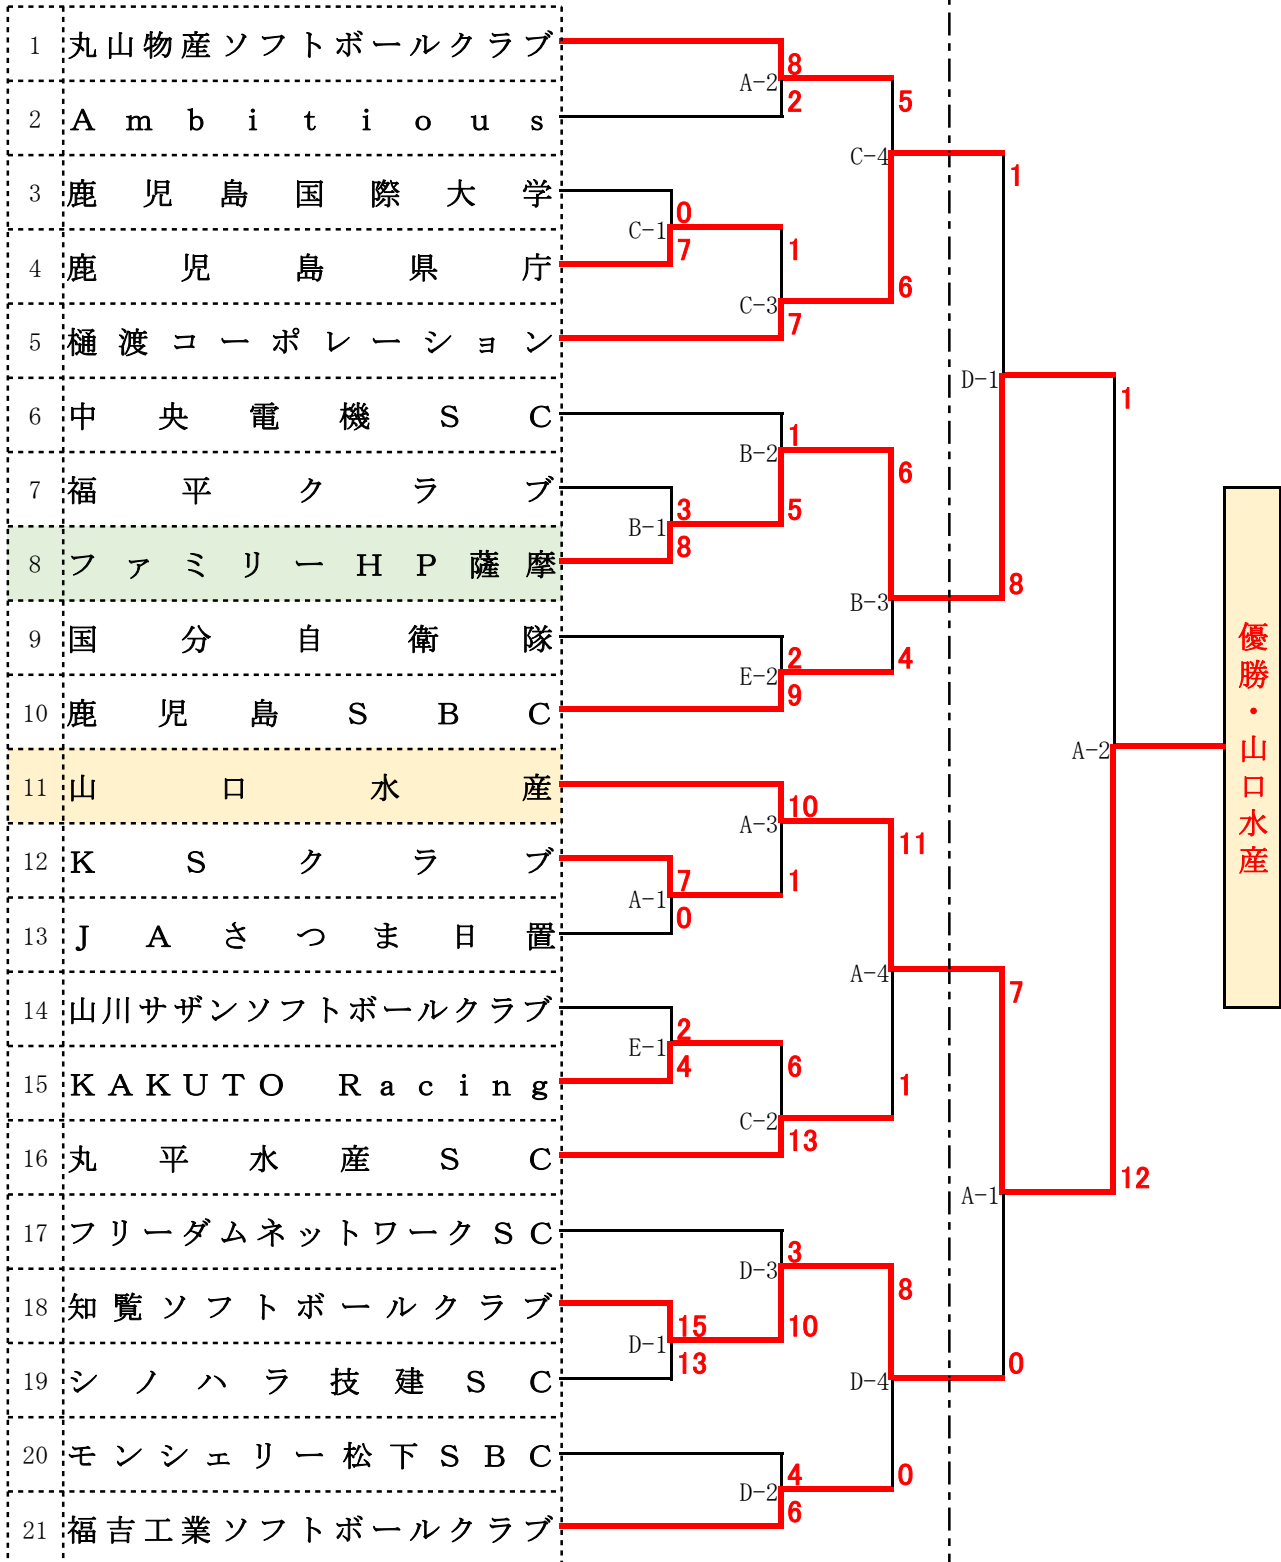 1 丸山物産ソフトボールクラブ
2 Ambitious
3 鹿児島国際大学
4 鹿児島県庁
5 樋渡コーポレーション
6 中央電機SC
7 福平クラブ
8 ファミリーHP薩摩
9 国分自衛隊
10 鹿児島SBC
11 山口水産
12 KSクラブ
13 JAさつま日置
14 山川サザンソフトボールクラブ
15 KAKUTO Racing
16 丸平水産SC
17 フリーダムネットワークSC
18 知覧ソフトボールクラブ
19 シノハラ技建SC
20 モンシェリー松下SBC
21 福吉工業ソフトボールクラブ
C-1
0
7
B-1
3
8
A-1
7
0
E-1
2
4
D-1
15
13
A-2
8
2
C-3
1
7
B-2
1
5
E-2
2
9
A-3
10
1
C-2
6
13
D-3
3
10
D-2
4
6
C-4
5
6
B-3
6
4
A-4
11
1
D-4
8
0
D-1
1
8
A-1
7
0
A-2
1
12
優勝・山口水産